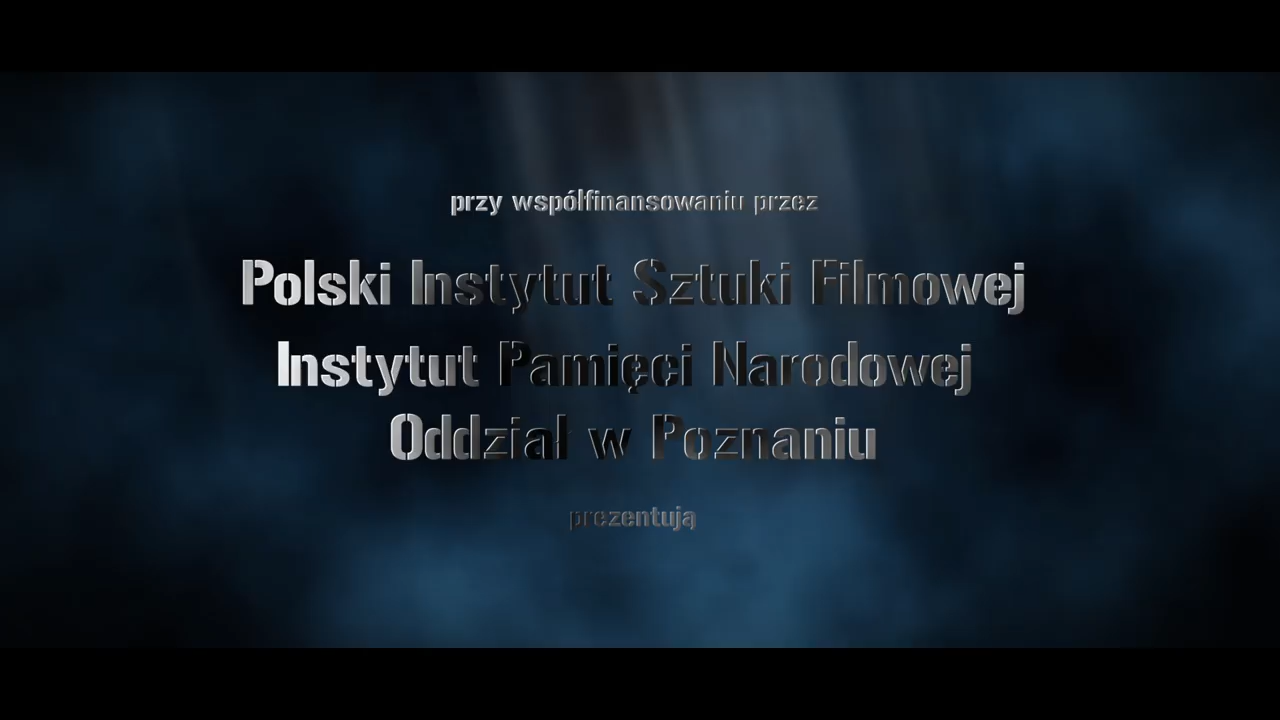 przy współfinansowaniu przez
Polski Instytut Sztuki Filmowej
Instytut Pamięci Narodowej
Oddział w Poznaniu
prezentują